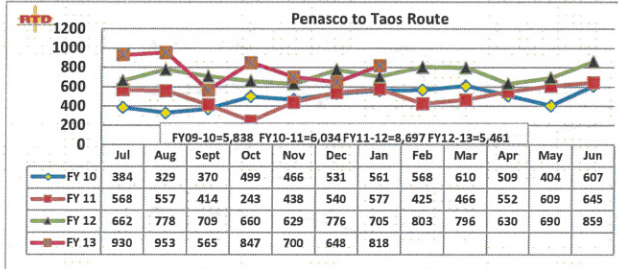 RTD
Penasco to Taos Route
1200
1000
800
600
400
200
0
FY09-10=5,838 FY10-11=6,034 FY11-12=8,697 FY12-13=5,461
Jul Aug Sept Oct Nov Dec Jan Feb Mar Apr May Jun
FY 10 384 329 370 499 466 531 561 568 610 509 404 607
FY 11 568 557 414 243 438 540 577 425 466 552 609 645
FY 12 662 778 709 660 629 776 705 803 796 630 690 859
FY 13 930 953 565 847 700 648 818